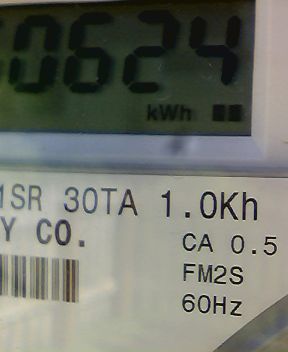 0624
kWh
1SR 30TA 1.0Kh
Y CO.
CA 0.5
FM2S
60Hz